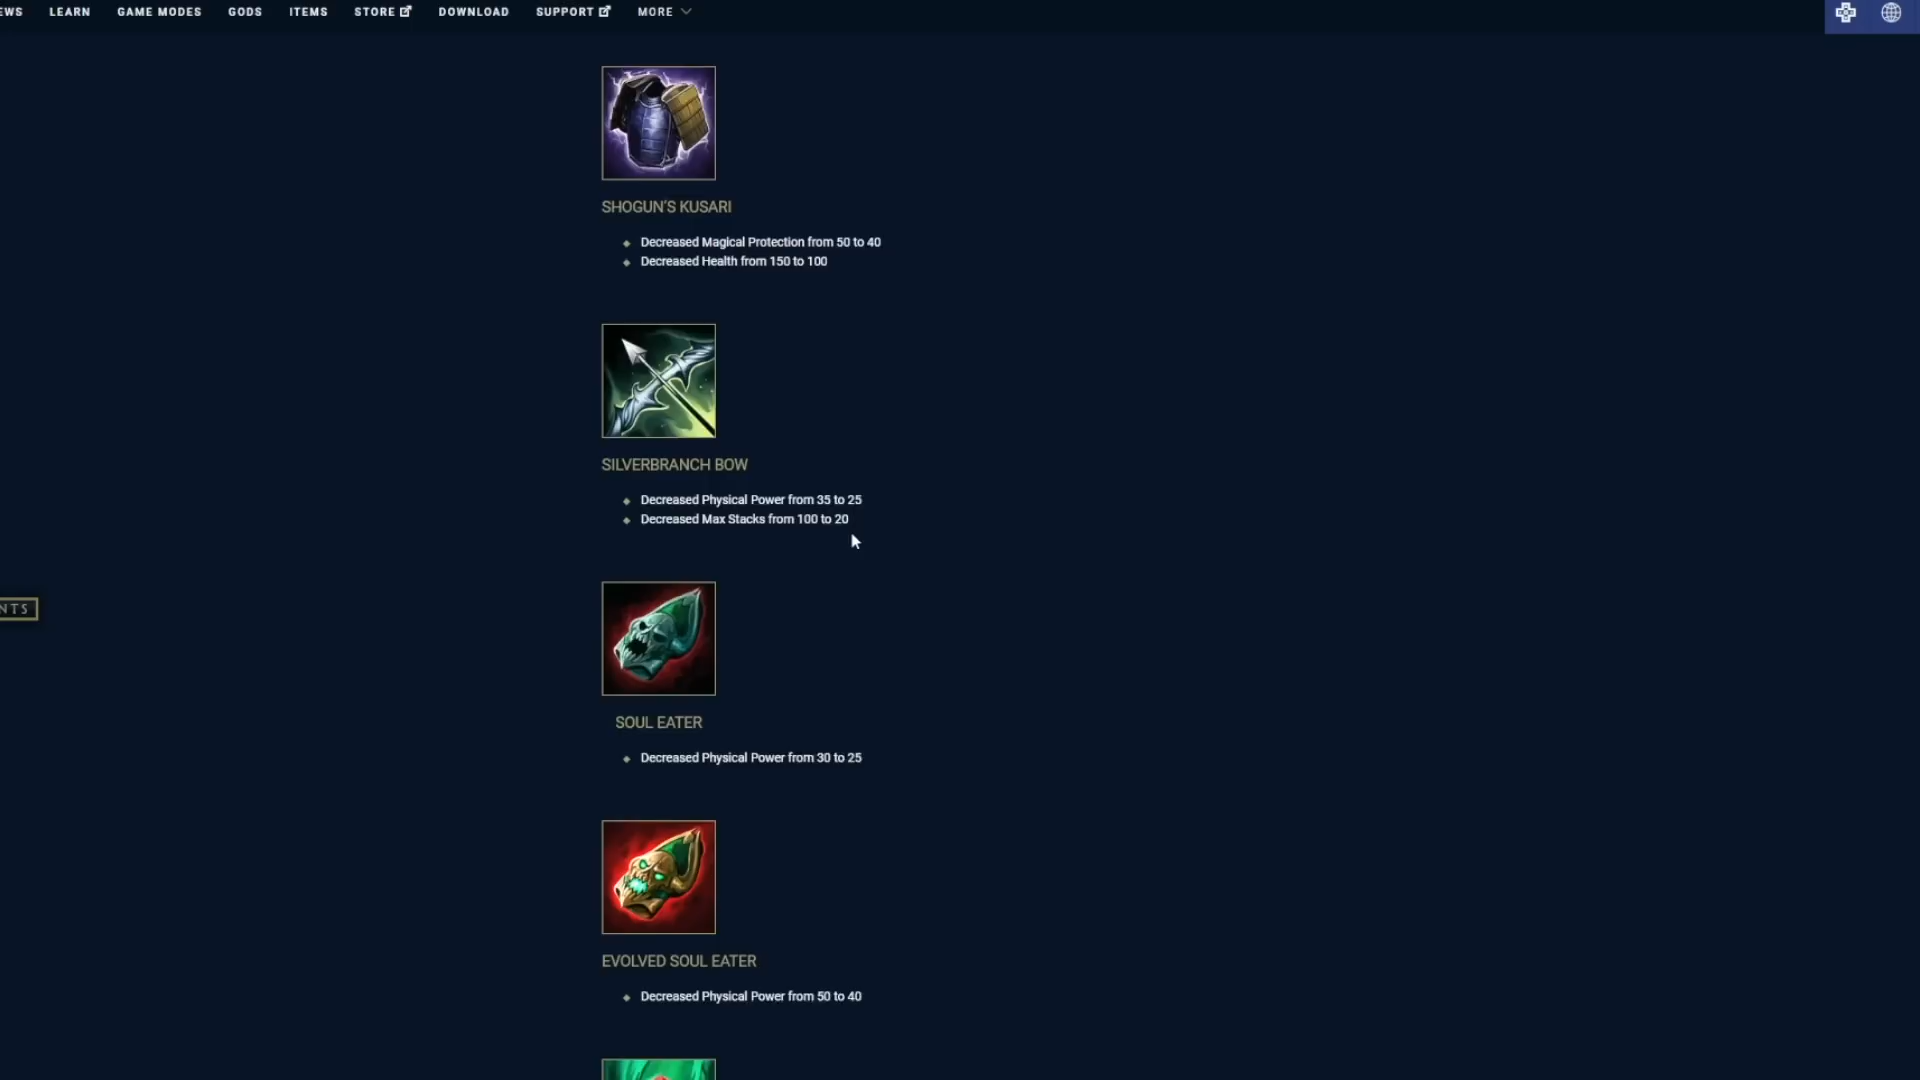 EWS LEARN GAME MODES GODS ITEMS STORE DOWNLOAD SUPPORT MORE
SHOGUN'S KUSARI
Decreased Magical Protection from 50 to 40
Decreased Health from 150 to 100
SILVERBRANCH BOW
Decreased Physical Power from 35 to 25
Decreased Max Stacks from 100 to 20
NTS
SOUL EATER
Decreased Physical Power from 30 to 25
EVOLVED SOUL EATER
Decreased Physical Power from 50 to 40